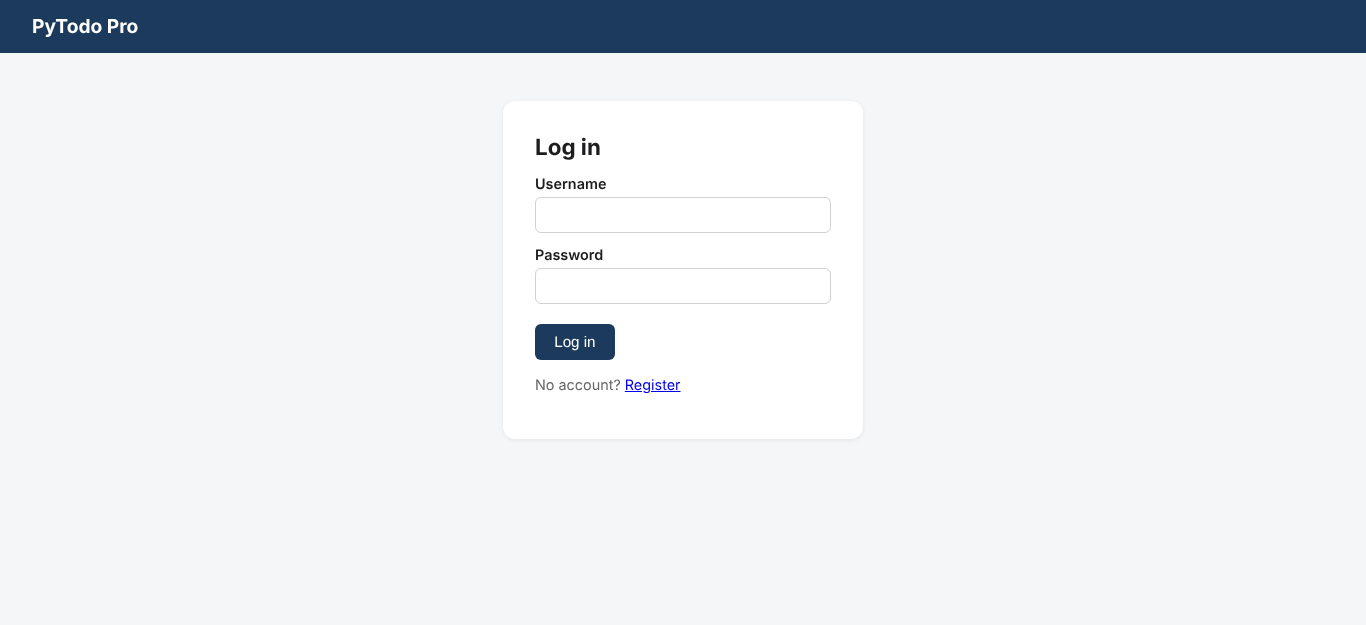 PyTodo Pro
Log in
Username
Password
Log in
No account? Register